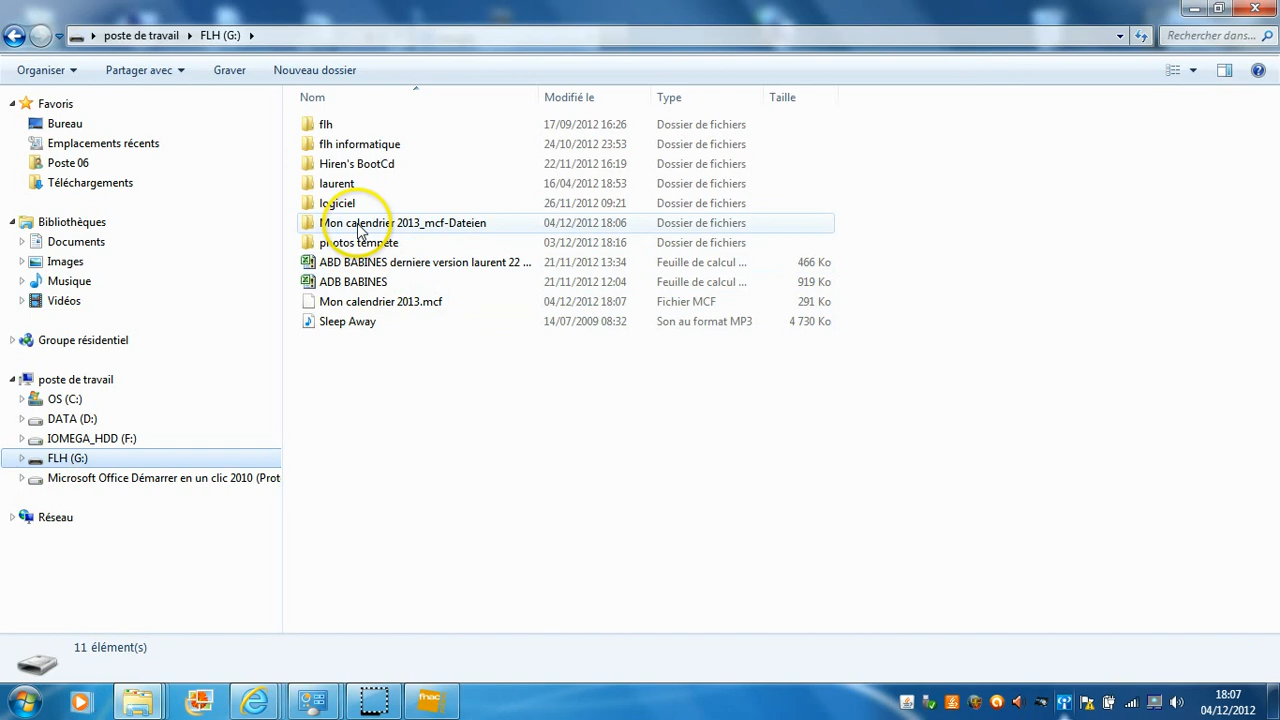 poste de travail FLH (G:)
Rechercher dans...
Organiser Partager avec Graver Nouveau dossier
Favoris
Bureau
Emplacements récents
Poste 06
Téléchargements
Bibliothèques
Documents
Images
Musique
Vidéos
Groupe résidentiel
poste de travail
OS (C:)
DATA (D:)
IOMEGA_HDD (F:)
FLH (G:)
Microsoft Office Démarrer en un clic 2010 (Prot
Réseau
Nom Modifié le Type Taille
flh 17/09/2012 16:26 Dossier de fichiers
flh informatique 24/10/2012 23:53 Dossier de fichiers
Hiren's BootCd 22/11/2012 16:19 Dossier de fichiers
laurent 16/04/2012 18:53 Dossier de fichiers
logiciel 26/11/2012 09:21 Dossier de fichiers
Mon calendrier 2013_mcf-Dateien 04/12/2012 18:06 Dossier de fichiers
photos tempete 03/12/2012 18:16 Dossier de fichiers
ABD BABINES derniere version laurent 22 ... 21/11/2012 13:34 Feuille de calcul ... 466 Ko
ADB BABINES 21/11/2012 12:04 Feuille de calcul ... 919 Ko
Mon calendrier 2013.mcf 04/12/2012 18:07 Fichier MCF 291 Ko
Sleep Away 14/07/2009 08:32 Son au format MP3 4 730 Ko
11 élément(s)
fnac
18:07
04/12/2012